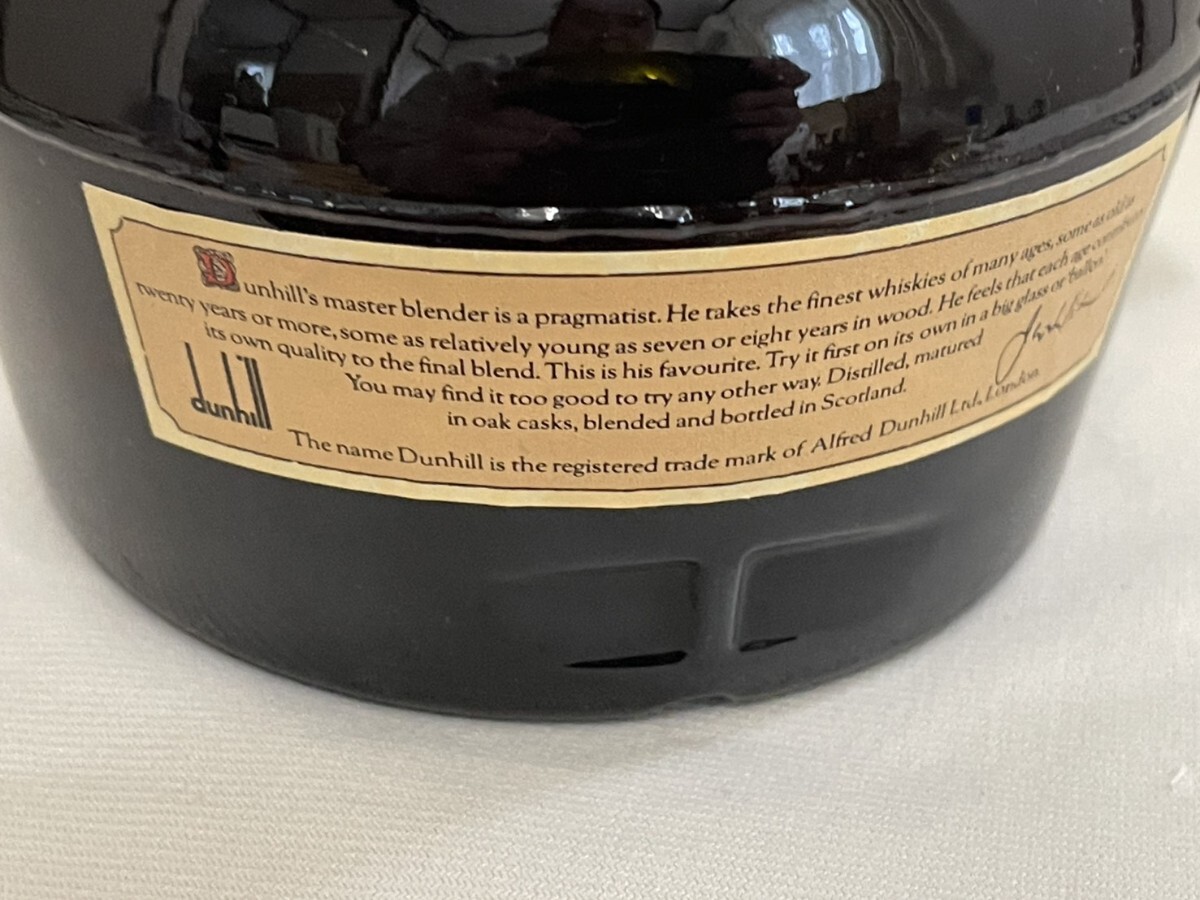 Dunhill's master blender is a pragmatist. He takes the finest whiskies of many ages, some as old as
twenty years or more, some as relatively young as seven or eight years in wood. He feels that each age contributes
its own quality to the final blend. This is his favourite. Try it first on its own in a big glass or 'ballon'.
You may find it too good to try any other way. Distilled, matured
in oak casks, blended and bottled in Scotland.
dunhill
The name Dunhill is the registered trade mark of Alfred Dunhill Ltd., London